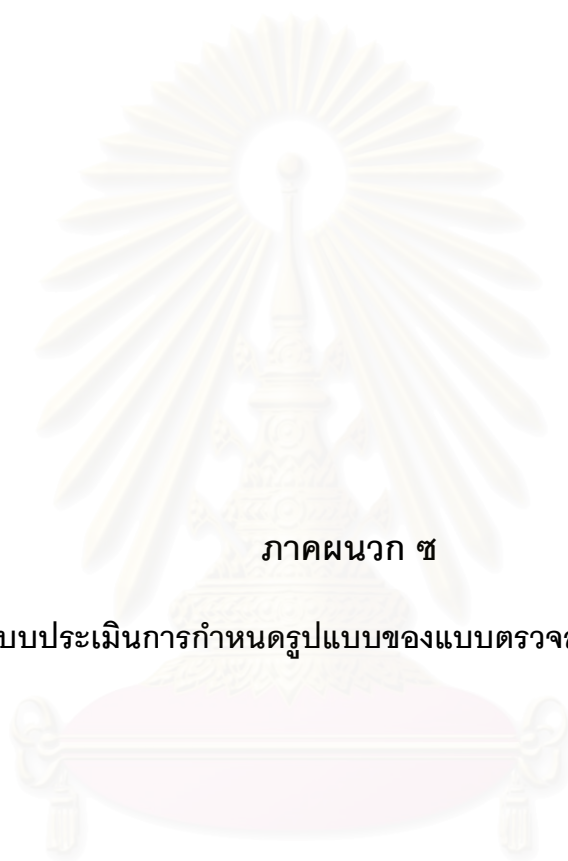 ภาคผนวก ซ
บบประเมินการกำหนดรูปแบบของแบบตรวจส